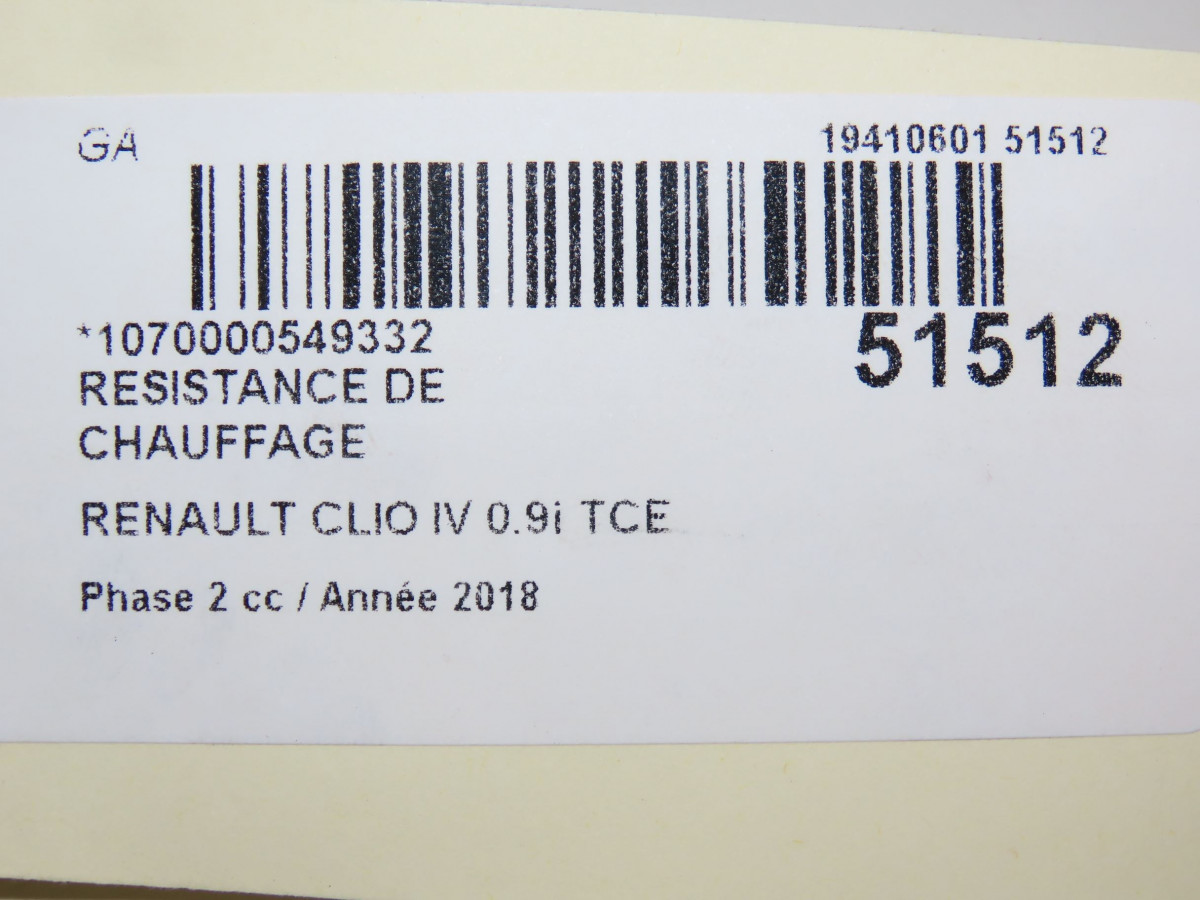 GA
19410601 51512
*1070000549332
51512
RESISTANCE DE
CHAUFFAGE
RENAULT CLIO IV 0.9i TCE
Phase 2 cc / Année 2018